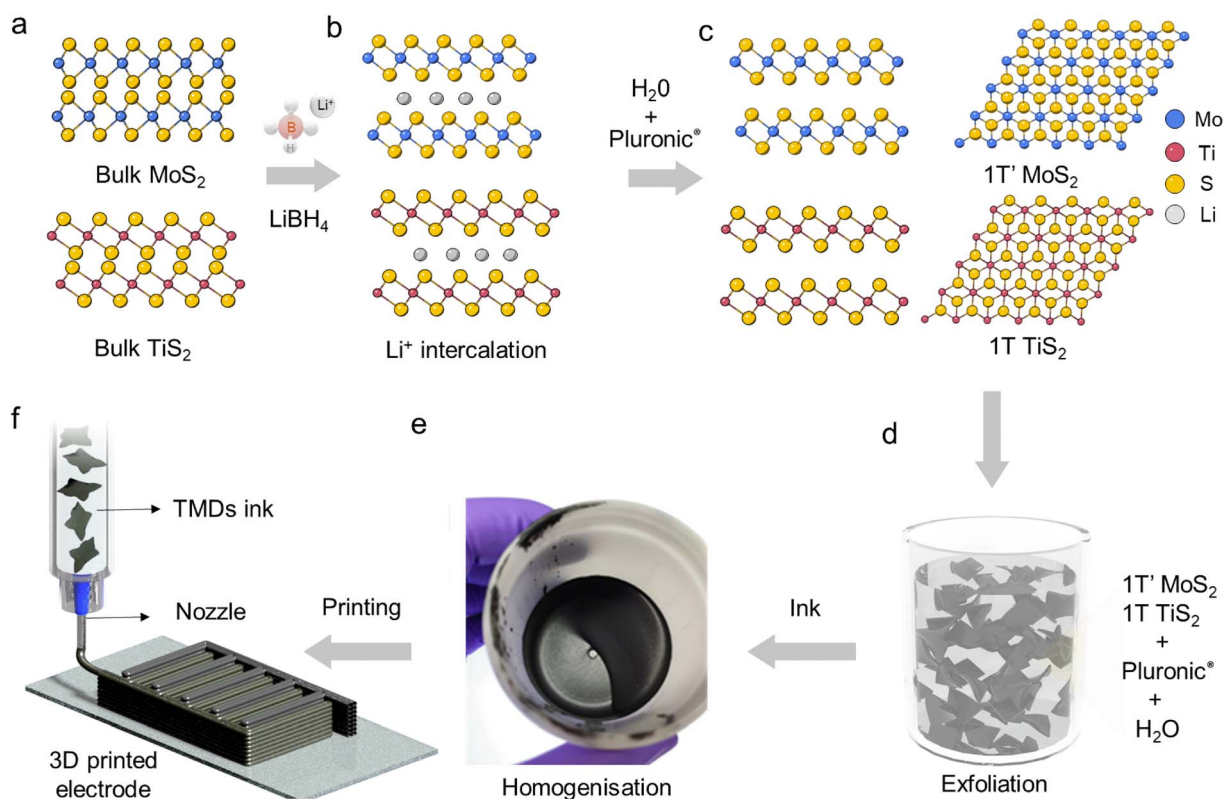 a
Bulk MoS₂
Bulk TiS₂
Li⁺
B
H
LiBH₄
b
Li⁺ intercalation
H₂0
+
Pluronic®
c
1T' MoS₂
1T TiS₂
Mo
Ti
S
Li
d
1T' MoS₂
1T TiS₂
+
Pluronic®
+
H₂O
Exfoliation
Ink
e
Homogenisation
Printing
f
TMDs ink
Nozzle
3D printed
electrode